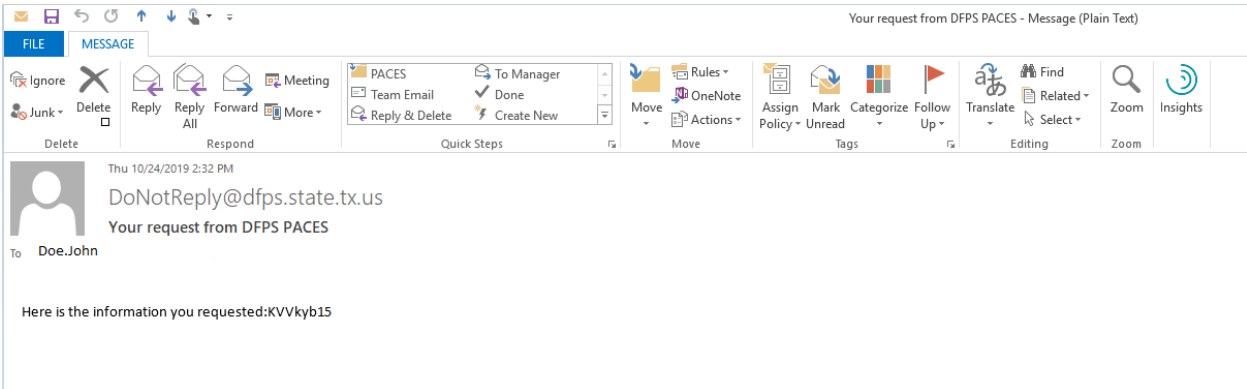 Your request from DFPS PACES - Message (Plain Text)
FILE MESSAGE
Ignore
Junk
Delete
Reply
Reply All
Forward
Meeting
More
PACES
Team Email
Reply & Delete
To Manager
Done
Create New
Move
Rules
OneNote
Actions
Assign Policy
Mark Unread
Categorize
Follow Up
Translate
Find
Related
Select
Zoom
Insights
Delete Respond Quick Steps Move Tags Editing Zoom
Thu 10/24/2019 2:32 PM
DoNotReply@dfps.state.tx.us
Your request from DFPS PACES
To Doe.John
Here is the information you requested:KVVkyb15